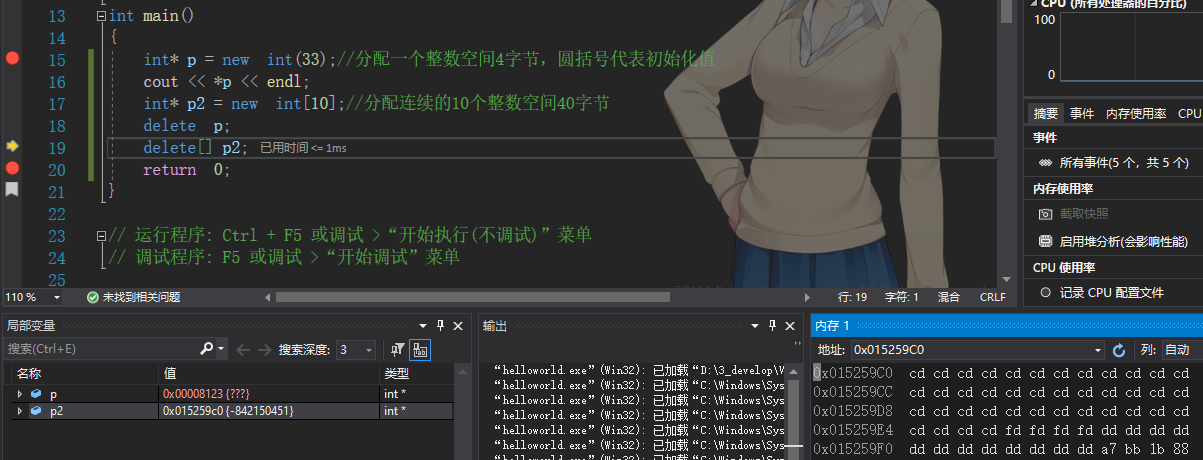 13 int main()
14 {
15 int* p = new  int(33);//分配一个整数空间4字节，圆括号代表初始化值
16 cout << *p << endl;
17 int* p2 = new  int[10];//分配连续的10个整数空间40字节
18 delete  p;
19 delete[] p2; 已用时间 <= 1ms
20 return  0;
21 }
22
23 // 运行程序: Ctrl + F5 或调试 >“开始执行(不调试)”菜单
24 // 调试程序: F5 或调试 >“开始调试”菜单
25
110 % 未找到相关问题 行: 19 字符: 1 混合 CRLF
CPU (所有处理器的百分比)
100
0
摘要 事件 内存使用率 CPU
事件
所有事件(5 个，共 5 个)
内存使用率
截取快照
启用堆分析(会影响性能)
CPU 使用率
记录 CPU 配置文件
局部变量
搜索(Ctrl+E) 搜索深度: 3
名称 值 类型
p 0x00008123 {???} int *
p2 0x015259c0 {-842150451} int *
输出
“helloworld.exe”(Win32): 已加载“D:\3_develop\V
“helloworld.exe”(Win32): 已加载“C:\Windows\Sys
“helloworld.exe”(Win32): 已加载“C:\Windows\Sys
“helloworld.exe”(Win32): 已加载“C:\Windows\Sys
“helloworld.exe”(Win32): 已加载“C:\Windows\Sys
“helloworld.exe”(Win32): 已加载“C:\Windows\Sys
内存 1
地址: 0x015259C0 列: 自动
0x015259C0 cd cd cd cd cd cd cd cd cd cd cd cd
0x015259CC cd cd cd cd cd cd cd cd cd cd cd cd
0x015259D8 cd cd cd cd cd cd cd cd cd cd cd cd
0x015259E4 cd cd cd cd fd fd fd fd dd dd dd dd
0x015259F0 dd dd dd dd dd dd dd dd a7 bb 1b 88